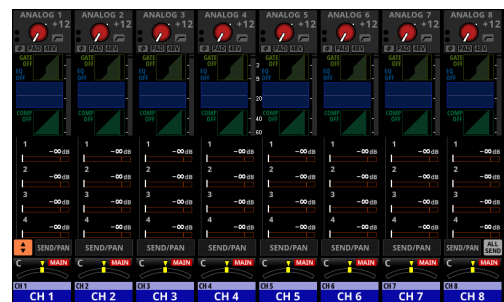 ANALOG 1 ANALOG 2 ANALOG 3 ANALOG 4 ANALOG 5 ANALOG 6 ANALOG 7 ANALOG 8
+12 +12 +12 +12 +12 +12 +12 +12
Ø PAD 48V Ø PAD 48V Ø PAD 48V Ø PAD 48V Ø PAD 48V Ø PAD 48V Ø PAD 48V Ø PAD 48V
GATE OFF GATE OFF GATE OFF GATE OFF 3 GATE OFF GATE OFF GATE OFF GATE OFF
EQ OFF EQ OFF EQ OFF EQ OFF 9 EQ OFF EQ OFF EQ OFF EQ OFF
20
40
COMP OFF COMP OFF COMP OFF COMP OFF 60 COMP OFF COMP OFF COMP OFF COMP OFF
1 1 1 1 1 1 1 1
-∞dB -∞dB -∞dB -∞dB -∞dB -∞dB -∞dB -∞dB
2 2 2 2 2 2 2 2
-∞dB -∞dB -∞dB -∞dB -∞dB -∞dB -∞dB -∞dB
3 3 3 3 3 3 3 3
-∞dB -∞dB -∞dB -∞dB -∞dB -∞dB -∞dB -∞dB
4 4 4 4 4 4 4 4
-∞dB -∞dB -∞dB -∞dB -∞dB -∞dB -∞dB -∞dB
SEND/PAN SEND/PAN SEND/PAN SEND/PAN SEND/PAN SEND/PAN SEND/PAN SEND/PAN ALL SEND
C MAIN C MAIN C MAIN C MAIN C MAIN C MAIN C MAIN C MAIN
CH 1 CH 2 CH 3 CH 4 CH 5 CH 6 CH 7 CH 8
CH 1 CH 2 CH 3 CH 4 CH 5 CH 6 CH 7 CH 8